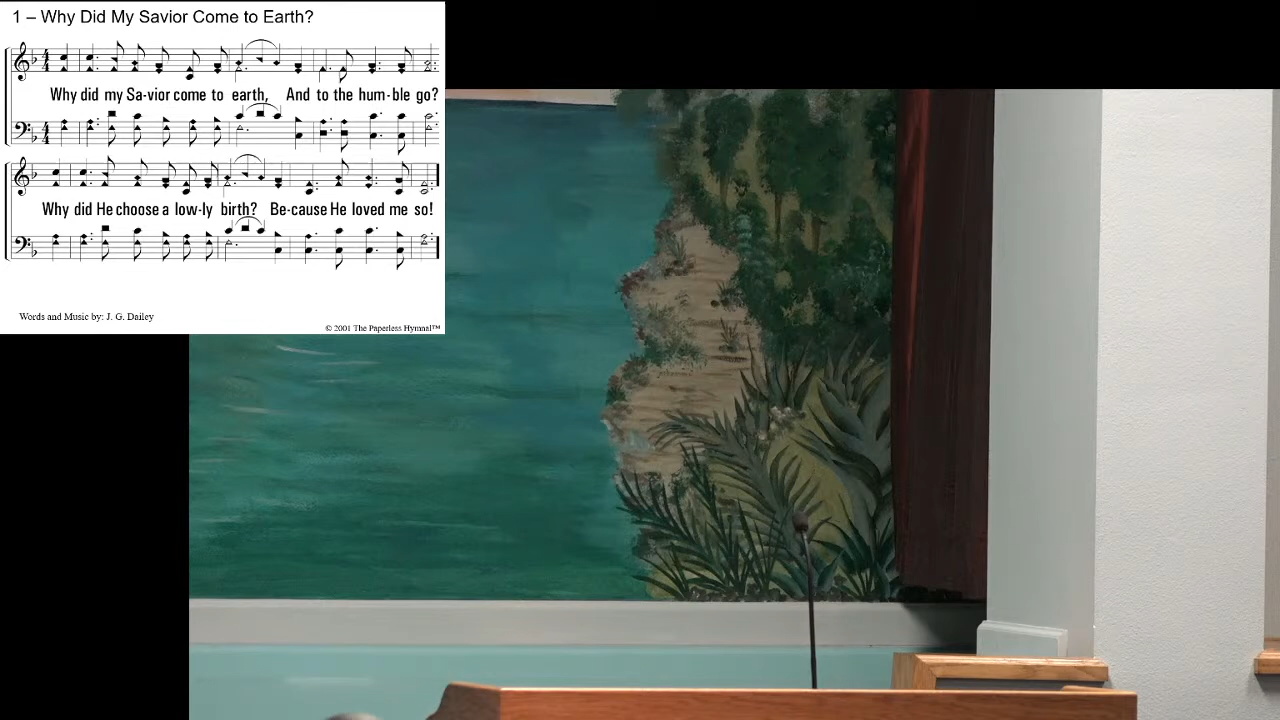 1 – Why Did My Savior Come to Earth?
Why did my Sa-vior come to earth, And to the hum-ble go?
Why did He choose a low-ly birth? Be-cause He loved me so!
Words and Music by: J. G. Dailey
© 2001 The Paperless Hymnal™